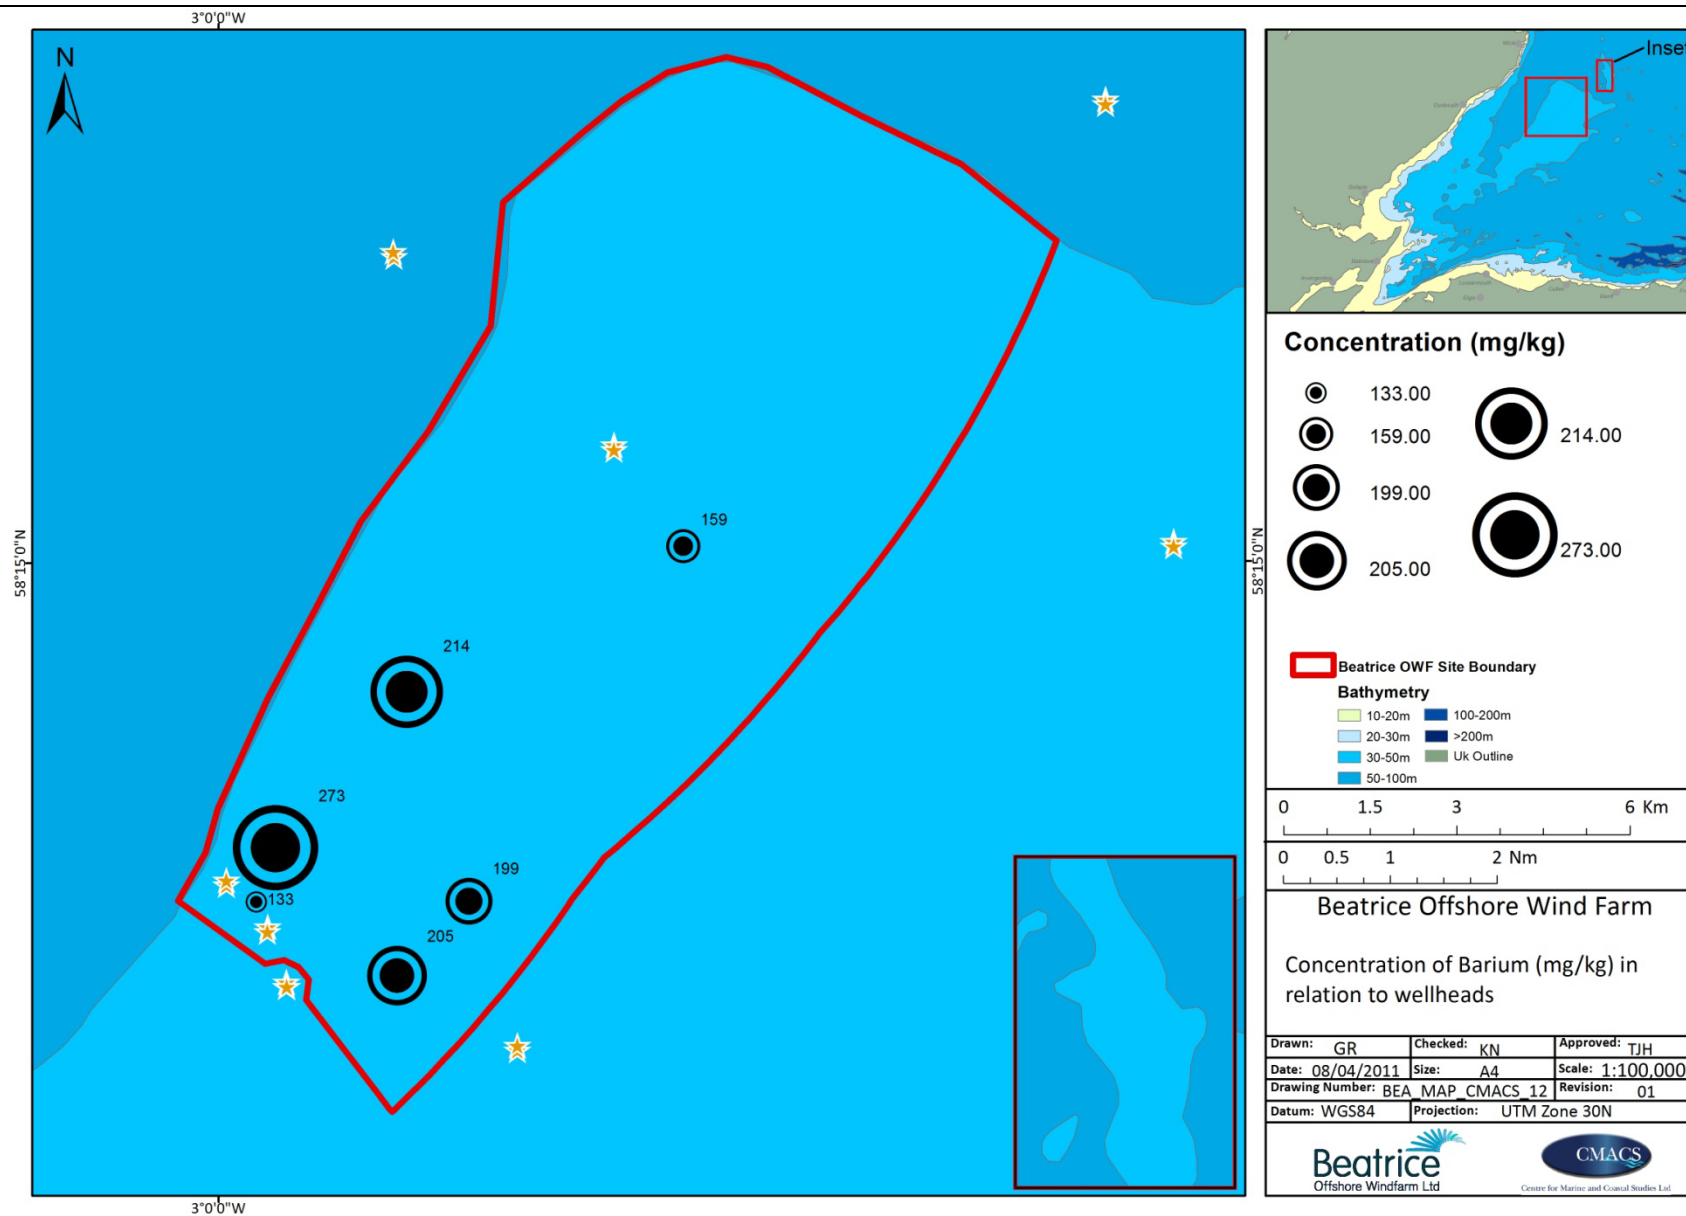 3°0'0"W
N
Inset
Concentration (mg/kg)
133.00
159.00
199.00
205.00
214.00
273.00
159
214
273
133
199
205
58°15'0"N
58°15'0"N
3°0'0"W
Beatrice OWF Site Boundary
Bathymetry
10-20m
20-30m
30-50m
50-100m
100-200m
>200m
Uk Outline
0 1.5 3 6 Km
0 0.5 1 2 Nm
Beatrice Offshore Wind Farm
Concentration of Barium (mg/kg) in
relation to wellheads
Drawn: GR Checked: KN Approved: TJH
Date: 08/04/2011 Size: A4 Scale: 1:100,000
Drawing Number: BEA_MAP_CMACS_12 Revision: 01
Datum: WGS84 Projection: UTM Zone 30N
Beatrice
Offshore Windfarm Ltd
CMACS
Centre for Marine and Coastal Studies Ltd